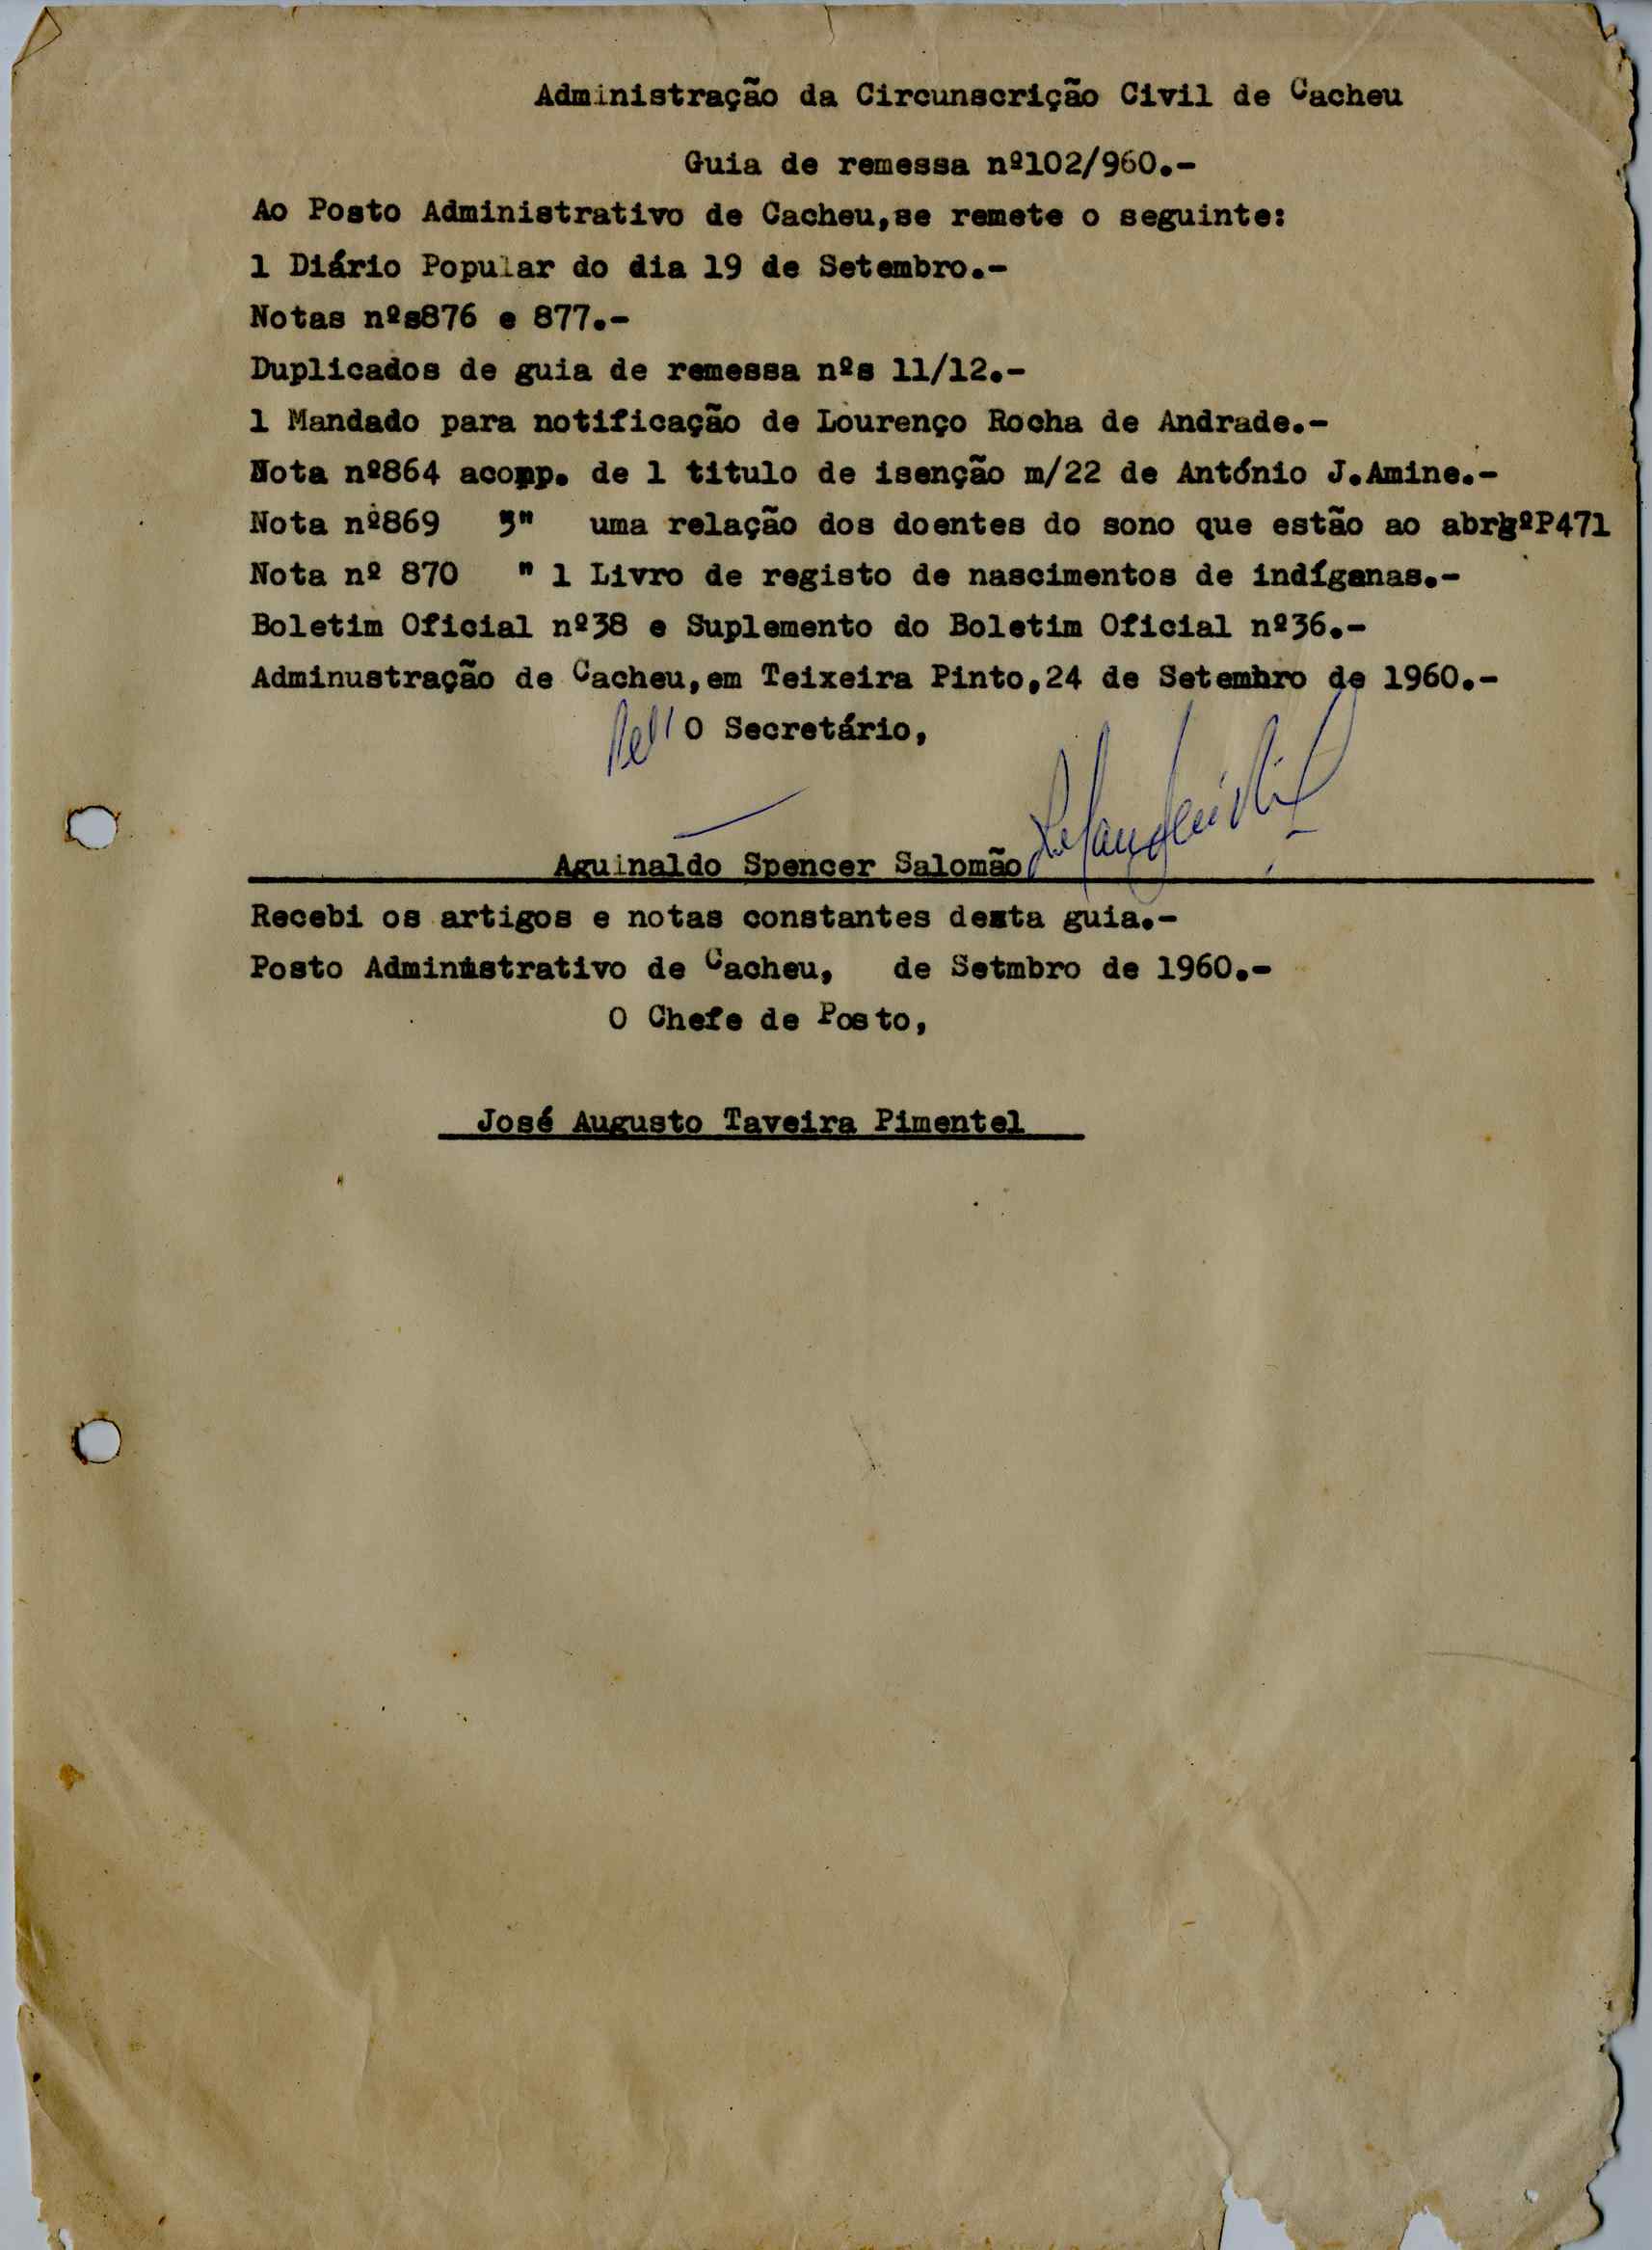 Administração da Circunscrição Civil de Cacheu
Guia de remessa nº102/960.-
Ao Posto Administrativo de Cacheu,se remete o seguinte:
1 Diário Popular do dia 19 de Setembro.-
Notas nºs876 e 877.-
Duplicados de guia de remessa nºs 11/12.-
1 Mandado para notificação de Lourenço Rocha de Andrade.-
Nota nº864 acomp. de 1 titulo de isenção m/22 de António J.Amine.-
Nota nº869 " uma relação dos doentes do sono que estão ao
Nota nº 870 " 1 Livro de registo de nascimentos de indíganas.-
Boletim Oficial nº38 e Suplemento do Boletim Oficial nº36.-
Adminustração de Cacheu,em Teixeira Pinto,24 de Setembro de 1960.-
Pel' O Secretário,
Aguinaldo Spencer Salomão
Recebi os artigos e notas constantes desta guia.-
Posto Administrativo de Cacheu, de Setmbro de 1960.-
O Chefe de Posto,
José Augusto Taveira Pimentel